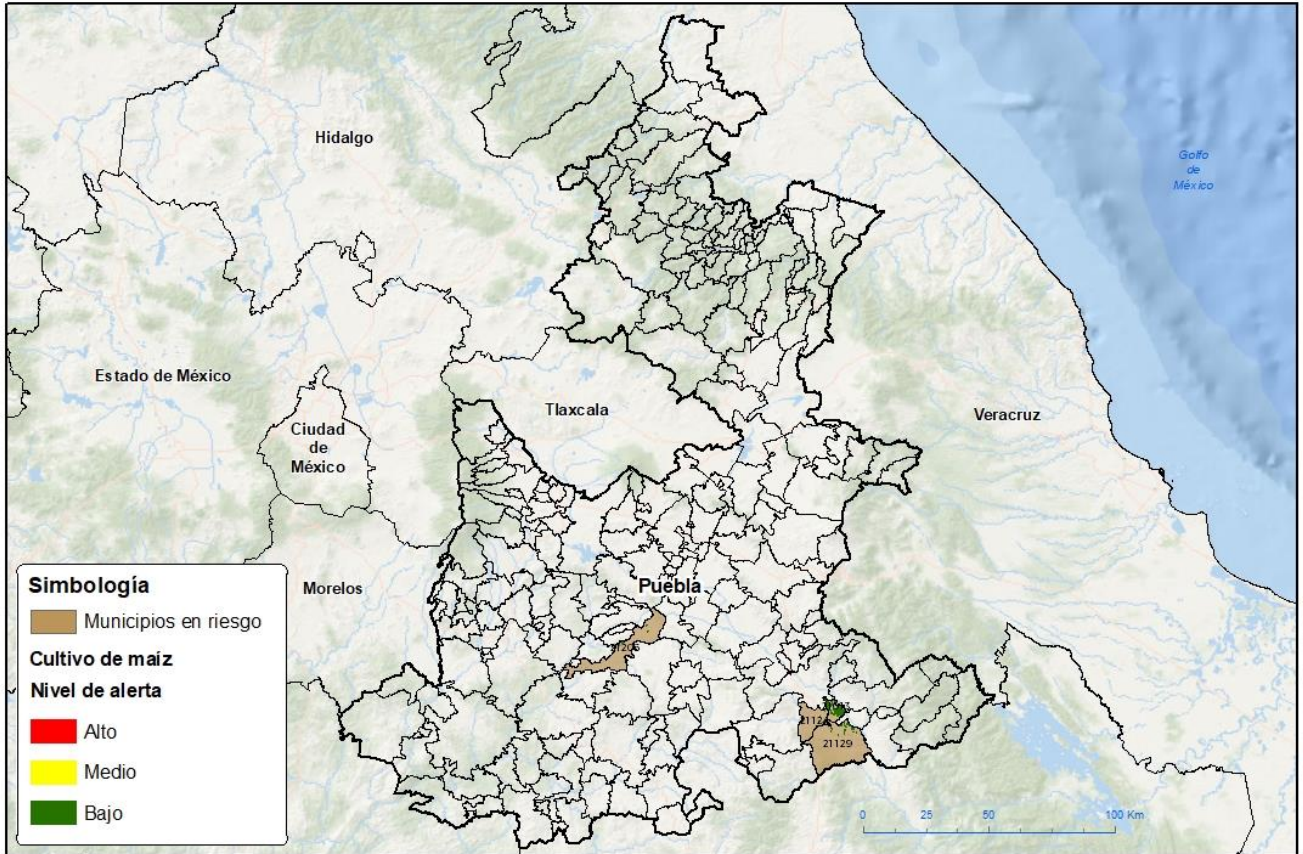 Hidalgo
Golfo
de
México
Estado de México
Tlaxcala
Veracruz
Ciudad
de
México
Puebla
Morelos
21129
Simbología
Municipios en riesgo
Cultivo de maíz
Nivel de alerta
Alto
Medio
Bajo
0 25 50 100 Km